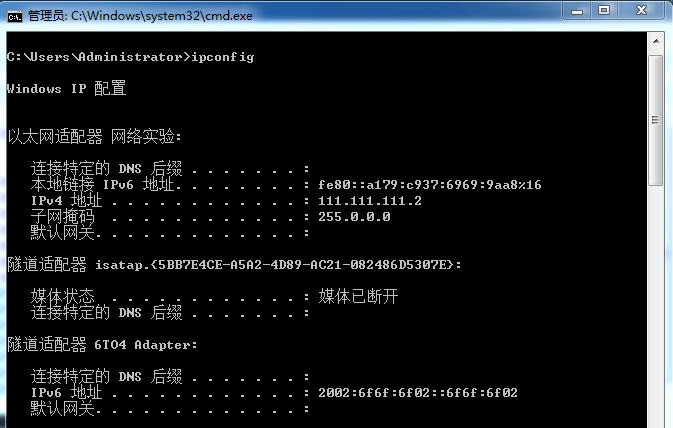 管理员: C:\Windows\system32\cmd.exe
C:\Users\Administrator>ipconfig
Windows IP 配置
以太网适配器 网络实验:
连接特定的 DNS 后缀 . . . . . . . :
本地链接 IPv6 地址. . . . . . . . : fe80::a179:c937:6969:9aa8%16
IPv4 地址 . . . . . . . . . . . . : 111.111.111.2
子网掩码  . . . . . . . . . . . . : 255.0.0.0
默认网关. . . . . . . . . . . . . :
隧道适配器 isatap.{5BB7E4CE-A5A2-4D89-AC21-082486D5307E}:
媒体状态  . . . . . . . . . . . . : 媒体已断开
连接特定的 DNS 后缀 . . . . . . . :
隧道适配器 6TO4 Adapter:
连接特定的 DNS 后缀 . . . . . . . :
IPv6 地址 . . . . . . . . . . . . : 2002:6f6f:6f02::6f6f:6f02
默认网关. . . . . . . . . . . . . :